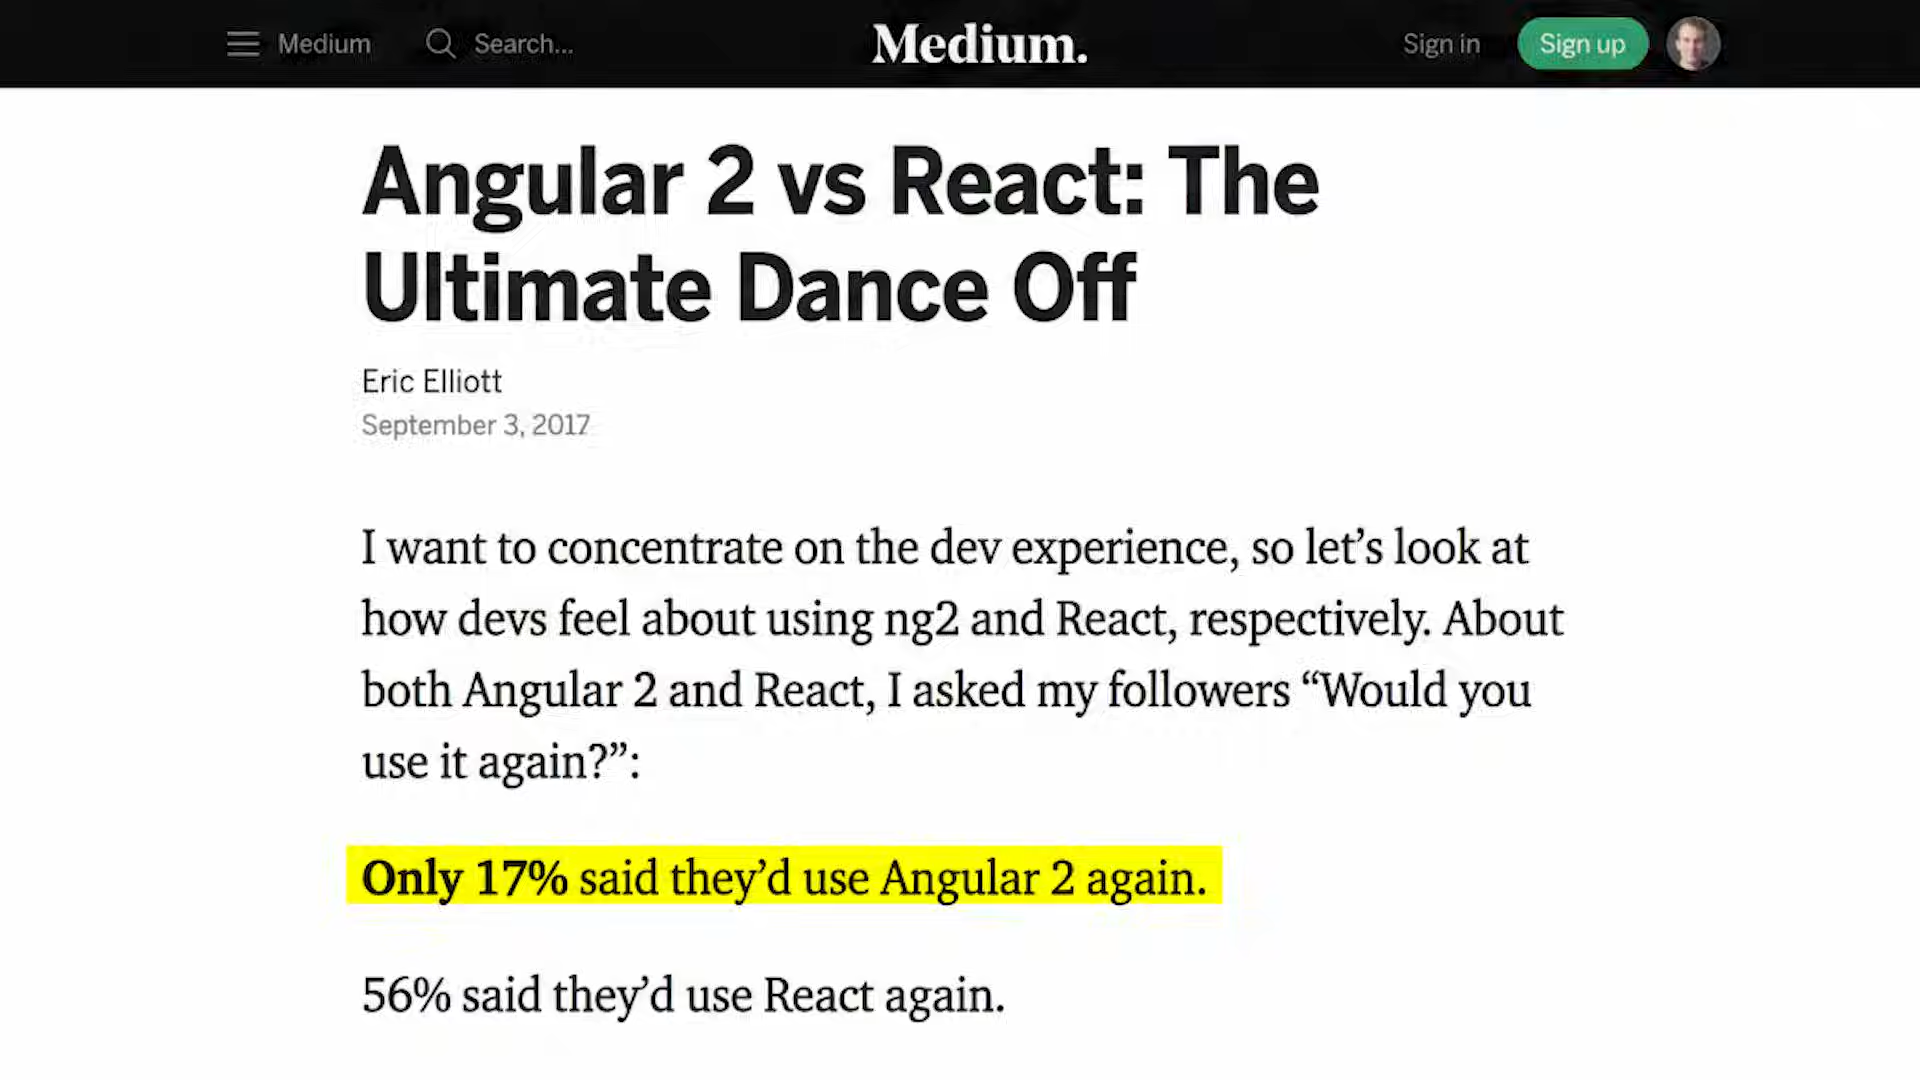 Medium Search... Medium. Sign in Sign up
Angular 2 vs React: The
Ultimate Dance Off
Eric Elliott
September 3, 2017
I want to concentrate on the dev experience, so let’s look at
how devs feel about using ng2 and React, respectively. About
both Angular 2 and React, I asked my followers “Would you
use it again?”:
Only 17% said they’d use Angular 2 again.
56% said they’d use React again.